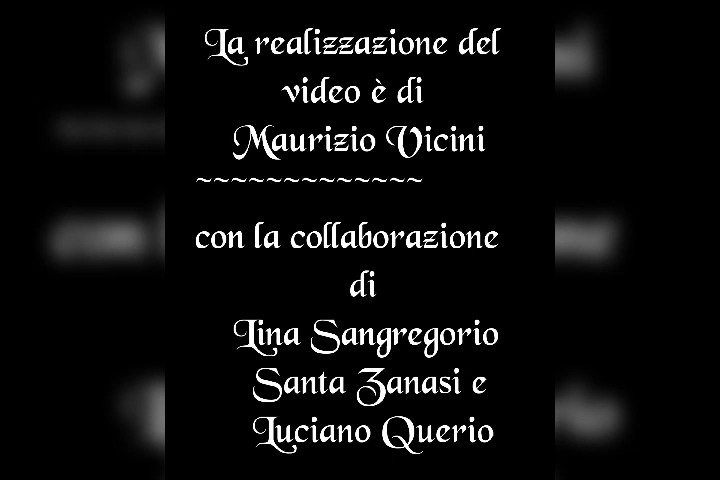 La realizzazione del
video è di
Maurizio Vicini
~~~~~~~~~~~~~
con la collaborazione
di
Lina Sangregorio
Santa Zanasi e
Luciano Querio